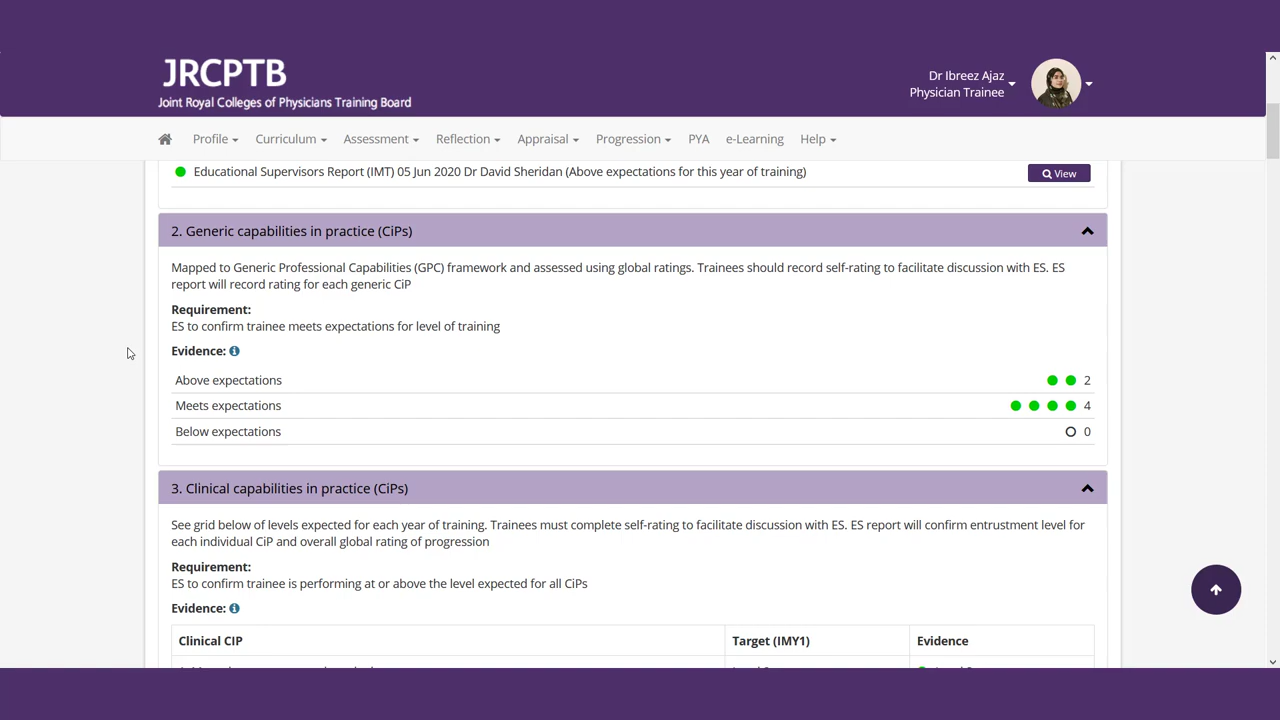 JRCPTB
Joint Royal Colleges of Physicians Training Board
Dr Ibreez Ajaz
Physician Trainee
Profile Curriculum Assessment Reflection Appraisal Progression PYA e-Learning Help
Educational Supervisors Report (IMT) 05 Jun 2020 Dr David Sheridan (Above expectations for this year of training) View
2. Generic capabilities in practice (CiPs)
Mapped to Generic Professional Capabilities (GPC) framework and assessed using global ratings. Trainees should record self-rating to facilitate discussion with ES. ES
report will record rating for each generic CiP
Requirement:
ES to confirm trainee meets expectations for level of training
Evidence:
Above expectations 2
Meets expectations 4
Below expectations 0
3. Clinical capabilities in practice (CiPs)
See grid below of levels expected for each year of training. Trainees must complete self-rating to facilitate discussion with ES. ES report will confirm entrustment level for
each individual CiP and overall global rating of progression
Requirement:
ES to confirm trainee is performing at or above the level expected for all CiPs
Evidence:
Clinical CIP Target (IMY1) Evidence